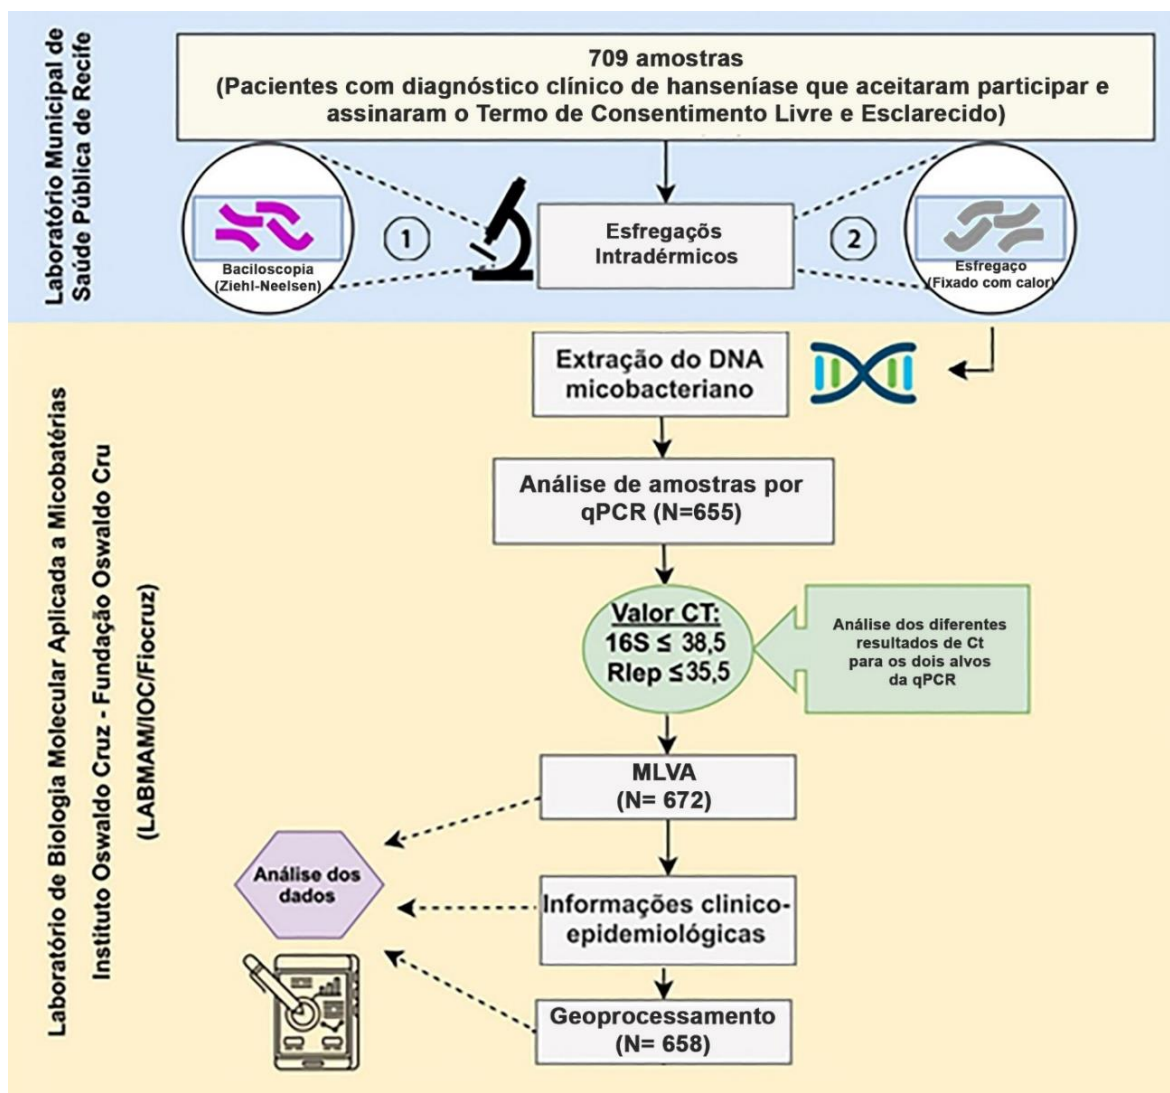 Laboratório Municipal de
Saúde Pública de Recife
709 amostras
(Pacientes com diagnóstico clínico de hanseníase que aceitaram participar e
assinaram o Termo de Consentimento Livre e Esclarecido)
Baciloscopia
(Ziehl-Neelsen)
1
Esfregaçõs
Intradérmicos
2
Esfregaço
(Fixado com calor)
Laboratório de Biologia Molecular Aplicada a Micobatérias
Instituto Oswaldo Cruz - Fundação Oswaldo Cru
(LABMAM/IOC/Fiocruz)
Extração do DNA
micobacteriano
Análise de amostras por
qPCR (N=655)
Valor CT:
16S ≤ 38,5
Rlep ≤35,5
Análise dos diferentes
resultados de Ct
para os dois alvos
da qPCR
MLVA
(N= 672)
Análise dos
dados
Informações clinico-
epidemiológicas
Geoprocessamento
(N= 658)